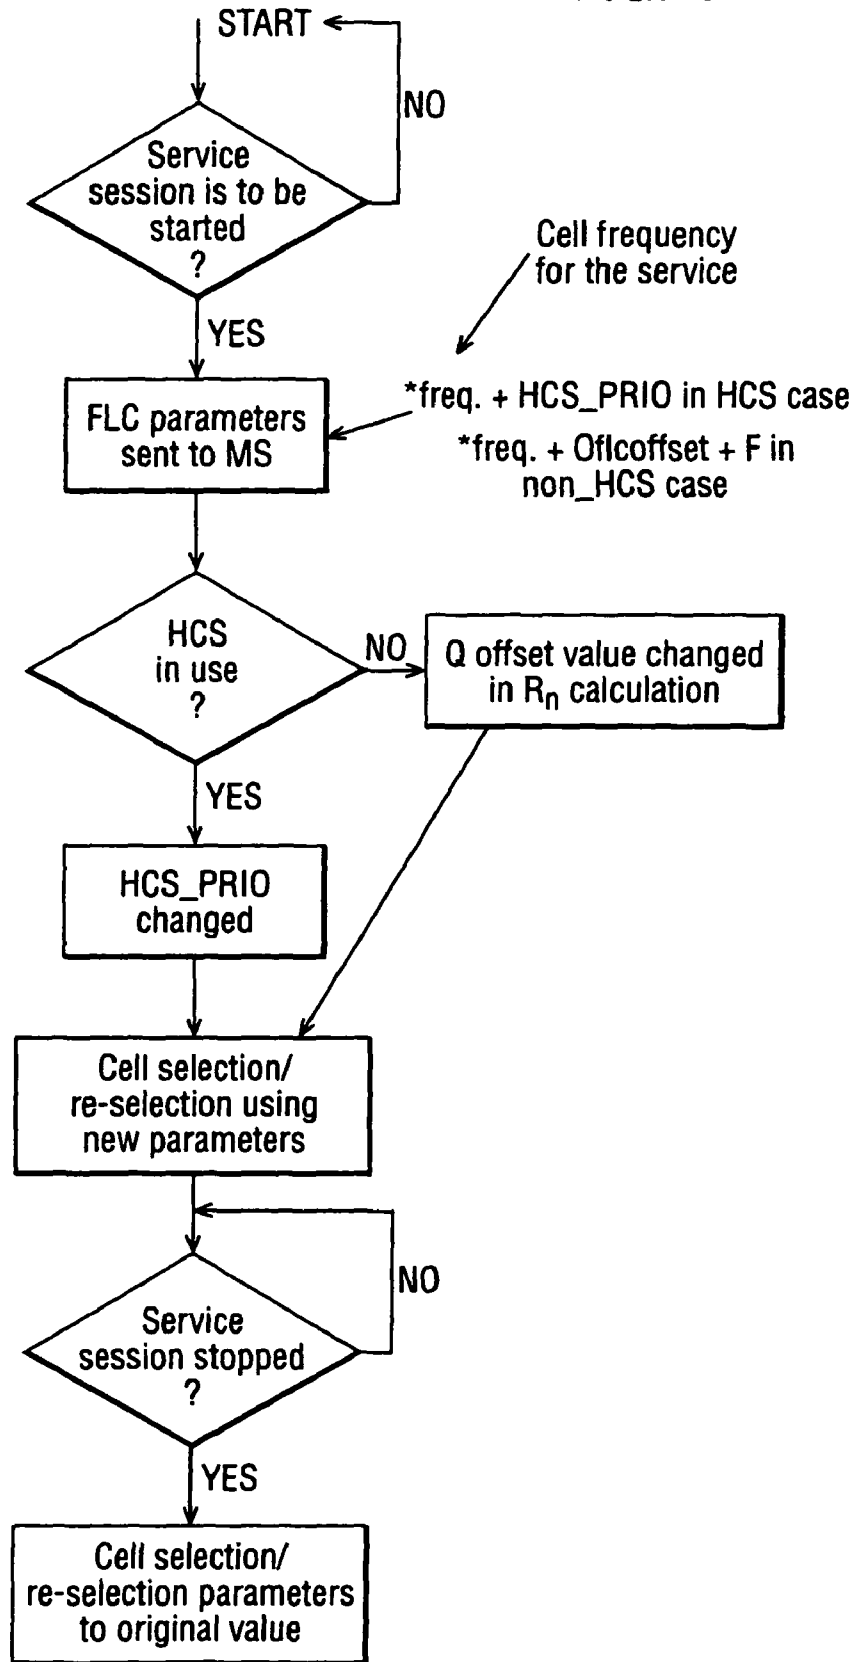 START
NO
Service
session is to be
started
?
Cell frequency
for the service
YES
*freq. + HCS_PRIO in HCS case
*freq. + Oflcoffset + F in
non_HCS case
FLC parameters
sent to MS
HCS
in use
?
NO
Q offset value changed
in Rn calculation
YES
HCS_PRIO
changed
Cell selection/
re-selection using
new parameters
NO
Service
session stopped
?
YES
Cell selection/
re-selection parameters
to original value